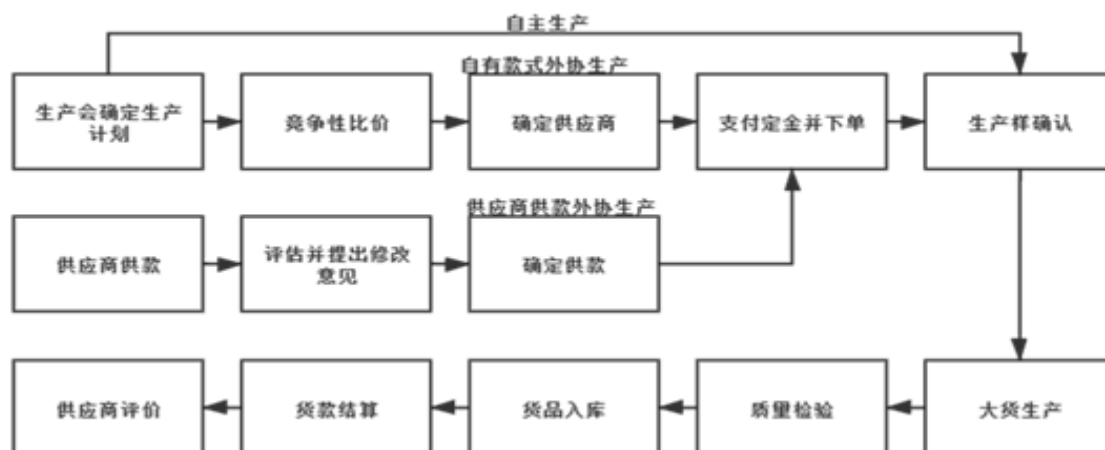 自主生产
自有款式外协生产
生产会确定生产
计划
竞争性比价
确定供应商
支付定金并下单
生产样确认
供应商供款外协生产
供应商供款
评估并提出修改
意见
确定供款
供应商评价
货款结算
货品入库
质量检验
大货生产